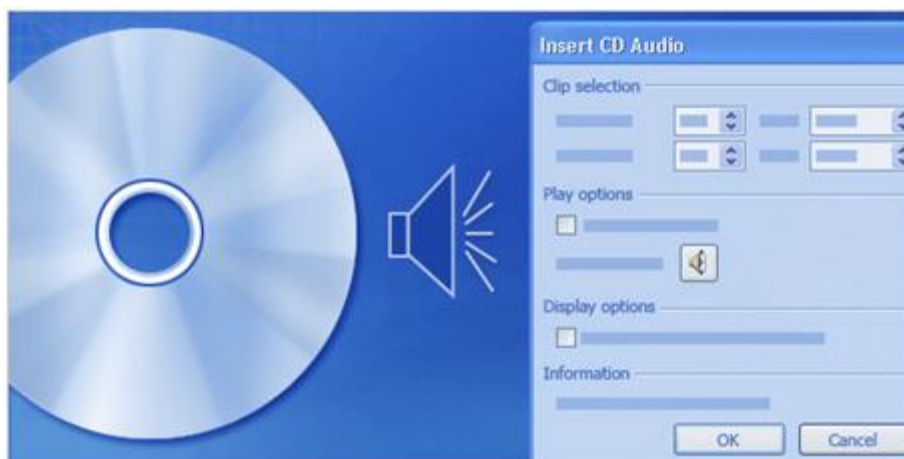 Insert CD Audio
Clip selection
Play options
Display options
Information
OK
Cancel